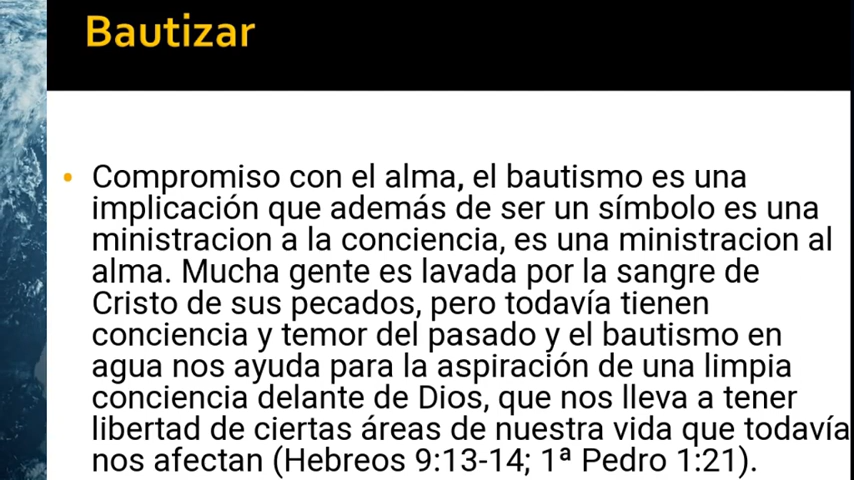 Bautizar
• Compromiso con el alma, el bautismo es una
implicación que además de ser un símbolo es una
ministracion a la conciencia, es una ministracion al
alma. Mucha gente es lavada por la sangre de
Cristo de sus pecados, pero todavía tienen
conciencia y temor del pasado y el bautismo en
agua nos ayuda para la aspiración de una limpia
conciencia delante de Dios, que nos lleva a tener
libertad de ciertas áreas de nuestra vida que todavía
nos afectan (Hebreos 9:13-14; 1ª Pedro 1:21).